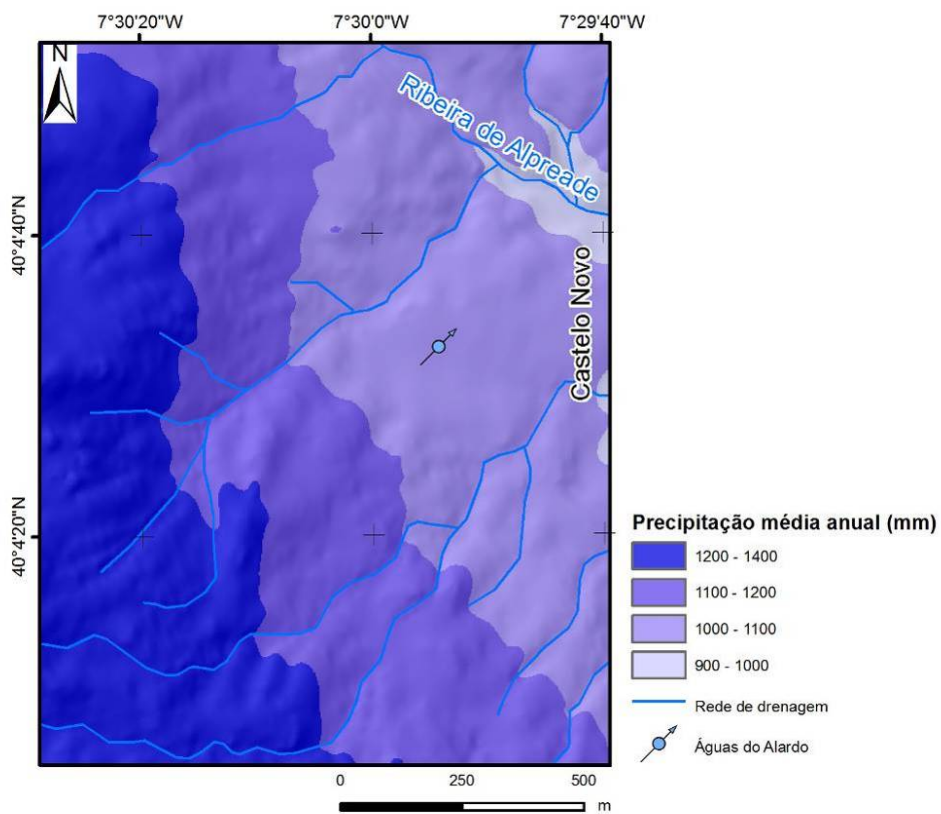 7°30'20"W
7°30'0"W
7°29'40"W
N
Ribeira de Alpreade
40°4'40"N
Castelo Novo
40°4'20"N
Precipitação média anual (mm)
1200 - 1400
1100 - 1200
1000 - 1100
900 - 1000
Rede de drenagem
Águas do Alardo
0 250 500
m